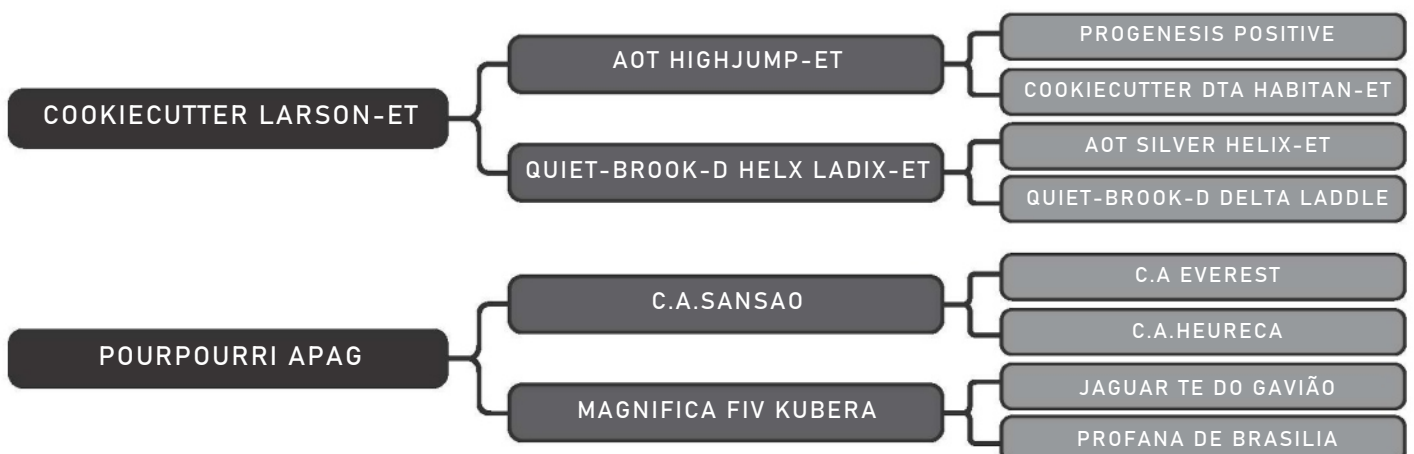 PROGENESIS POSITIVE
AOT HIGHJUMP-ET
COOKIECUTTER DTA HABITAN-ET
COOKIECUTTER LARSON-ET
AOT SILVER HELIX-ET
QUIET-BROOK-D HELX LADIX-ET
QUIET-BROOK-D DELTA LADDLE
C.A EVEREST
C.A.SANSAO
C.A.HEURECA
POURPOURRI APAG
JAGUAR TE DO GAVIÃO
MAGNIFICA FIV KUBERA
PROFANA DE BRASILIA